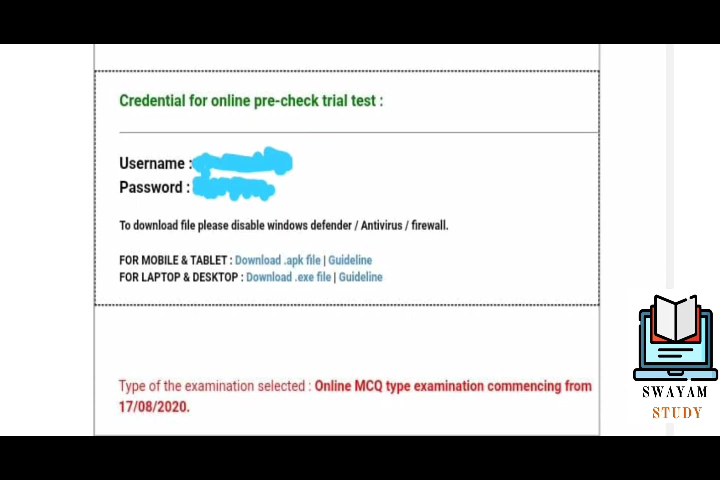 Credential for online pre-check trial test :
Username :
Password :
To download file please disable windows defender / Antivirus / firewall.
FOR MOBILE & TABLET : Download .apk file | Guideline
FOR LAPTOP & DESKTOP : Download .exe file | Guideline
Type of the examination selected : Online MCQ type examination commencing from
17/08/2020.
SWAYAM
STUDY